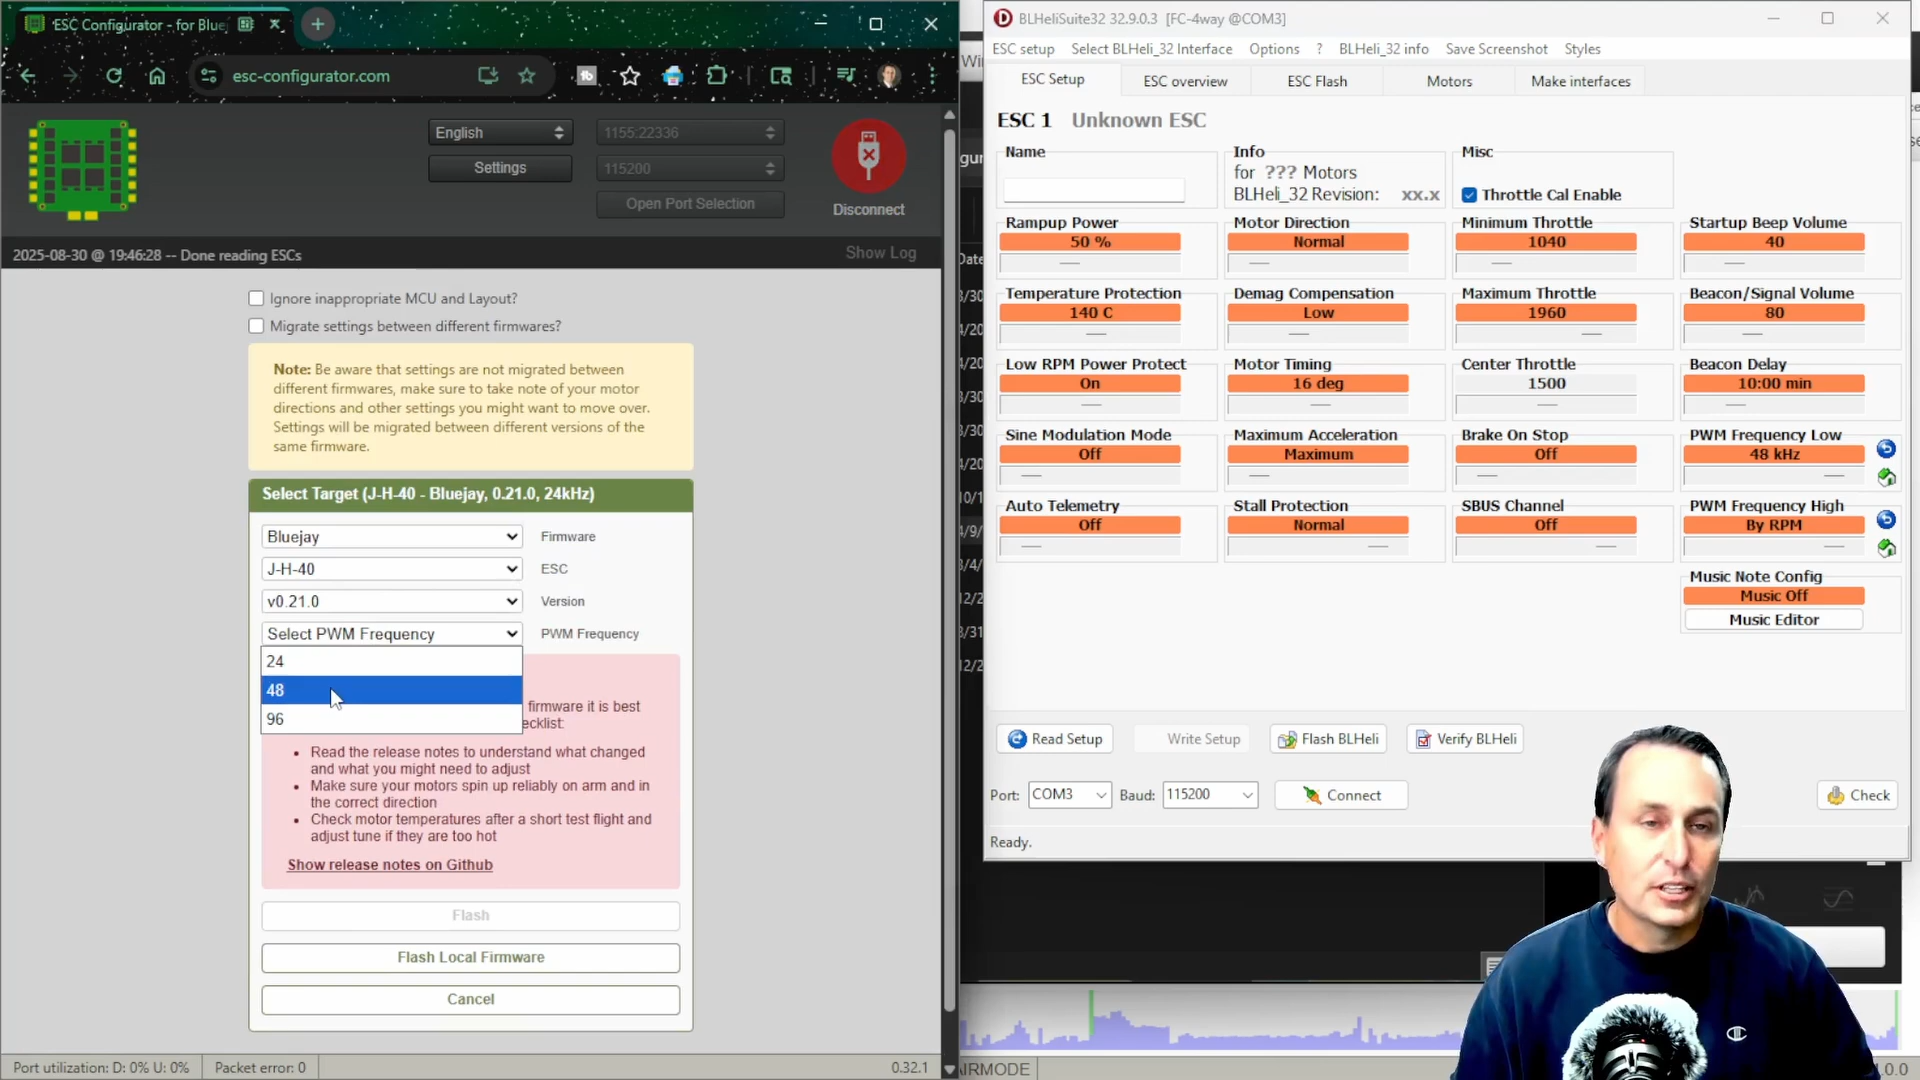 ESC Configurator - for Blue
esc-configurator.com
English
1155:22336
Settings
115200
Open Port Selection
Disconnect
2025-08-30 @ 19:46:28 -- Done reading ESCs
Show Log
Ignore inappropriate MCU and Layout?
Migrate settings between different firmwares?
Note: Be aware that settings are not migrated between
different firmwares, make sure to take note of your motor
directions and other settings you might want to move over.
Settings will be migrated between different versions of the
same firmware.
Select Target (J-H-40 - Bluejay, 0.21.0, 24kHz)
Bluejay
Firmware
J-H-40
ESC
v0.21.0
Version
Select PWM Frequency
PWM Frequency
24
48
96
firmware it is best
ecklist:
• Read the release notes to understand what changed
and what you might need to adjust
• Make sure your motors spin up reliably on arm and in
the correct direction
• Check motor temperatures after a short test flight and
adjust tune if they are too hot
Show release notes on Github
Flash
Flash Local Firmware
Cancel
Port utilization: D: 0% U: 0%
Packet error: 0
0.32.1
BLHeliSuite32 32.9.0.3 [FC-4way @COM3]
ESC setup Select BLHeli_32 Interface Options ? BLHeli_32 info Save Screenshot Styles
ESC Setup ESC overview ESC Flash Motors Make interfaces
ESC 1 Unknown ESC
Name
Info
for ??? Motors
BLHeli_32 Revision: xx.x
Misc
Throttle Cal Enable
Rampup Power
50 %
Motor Direction
Normal
Minimum Throttle
1040
Startup Beep Volume
40
Temperature Protection
140 C
Demag Compensation
Low
Maximum Throttle
1960
Beacon/Signal Volume
80
Low RPM Power Protect
On
Motor Timing
16 deg
Center Throttle
1500
Beacon Delay
10:00 min
Sine Modulation Mode
Off
Maximum Acceleration
Maximum
Brake On Stop
Off
PWM Frequency Low
48 kHz
Auto Telemetry
Off
Stall Protection
Normal
SBUS Channel
Off
PWM Frequency High
By RPM
Music Note Config
Music Off
Music Editor
Read Setup
Write Setup
Flash BLHeli
Verify BLHeli
Port: COM3 Baud: 115200 Connect
Check
Ready.
Date
AIRMODE